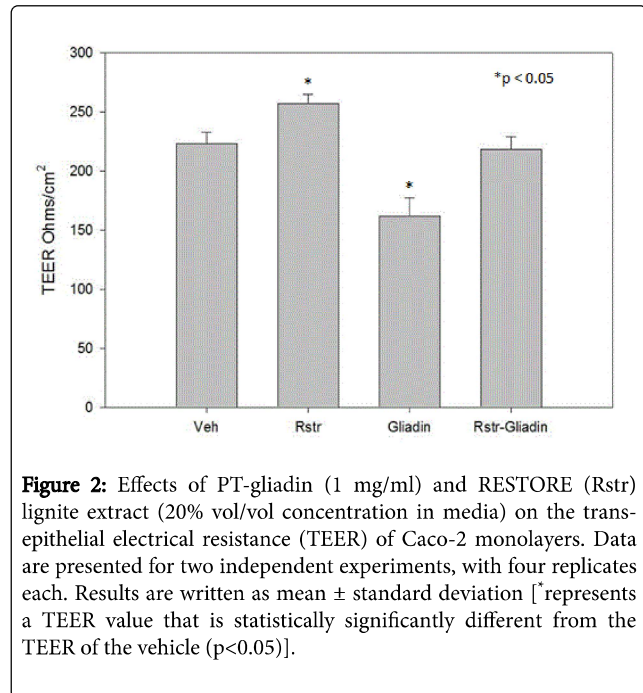 300
*
*p < 0.05
250
200
*
150
100
50
0
TEER Ohms/cm²
Veh Rstr Gliadin Rstr-Gliadin
Figure 2: Effects of PT-gliadin (1 mg/ml) and RESTORE (Rstr)
lignite extract (20% vol/vol concentration in media) on the trans-
epithelial electrical resistance (TEER) of Caco-2 monolayers. Data
are presented for two independent experiments, with four replicates
each. Results are written as mean ± standard deviation [*represents
a TEER value that is statistically significantly different from the
TEER of the vehicle (p<0.05)].